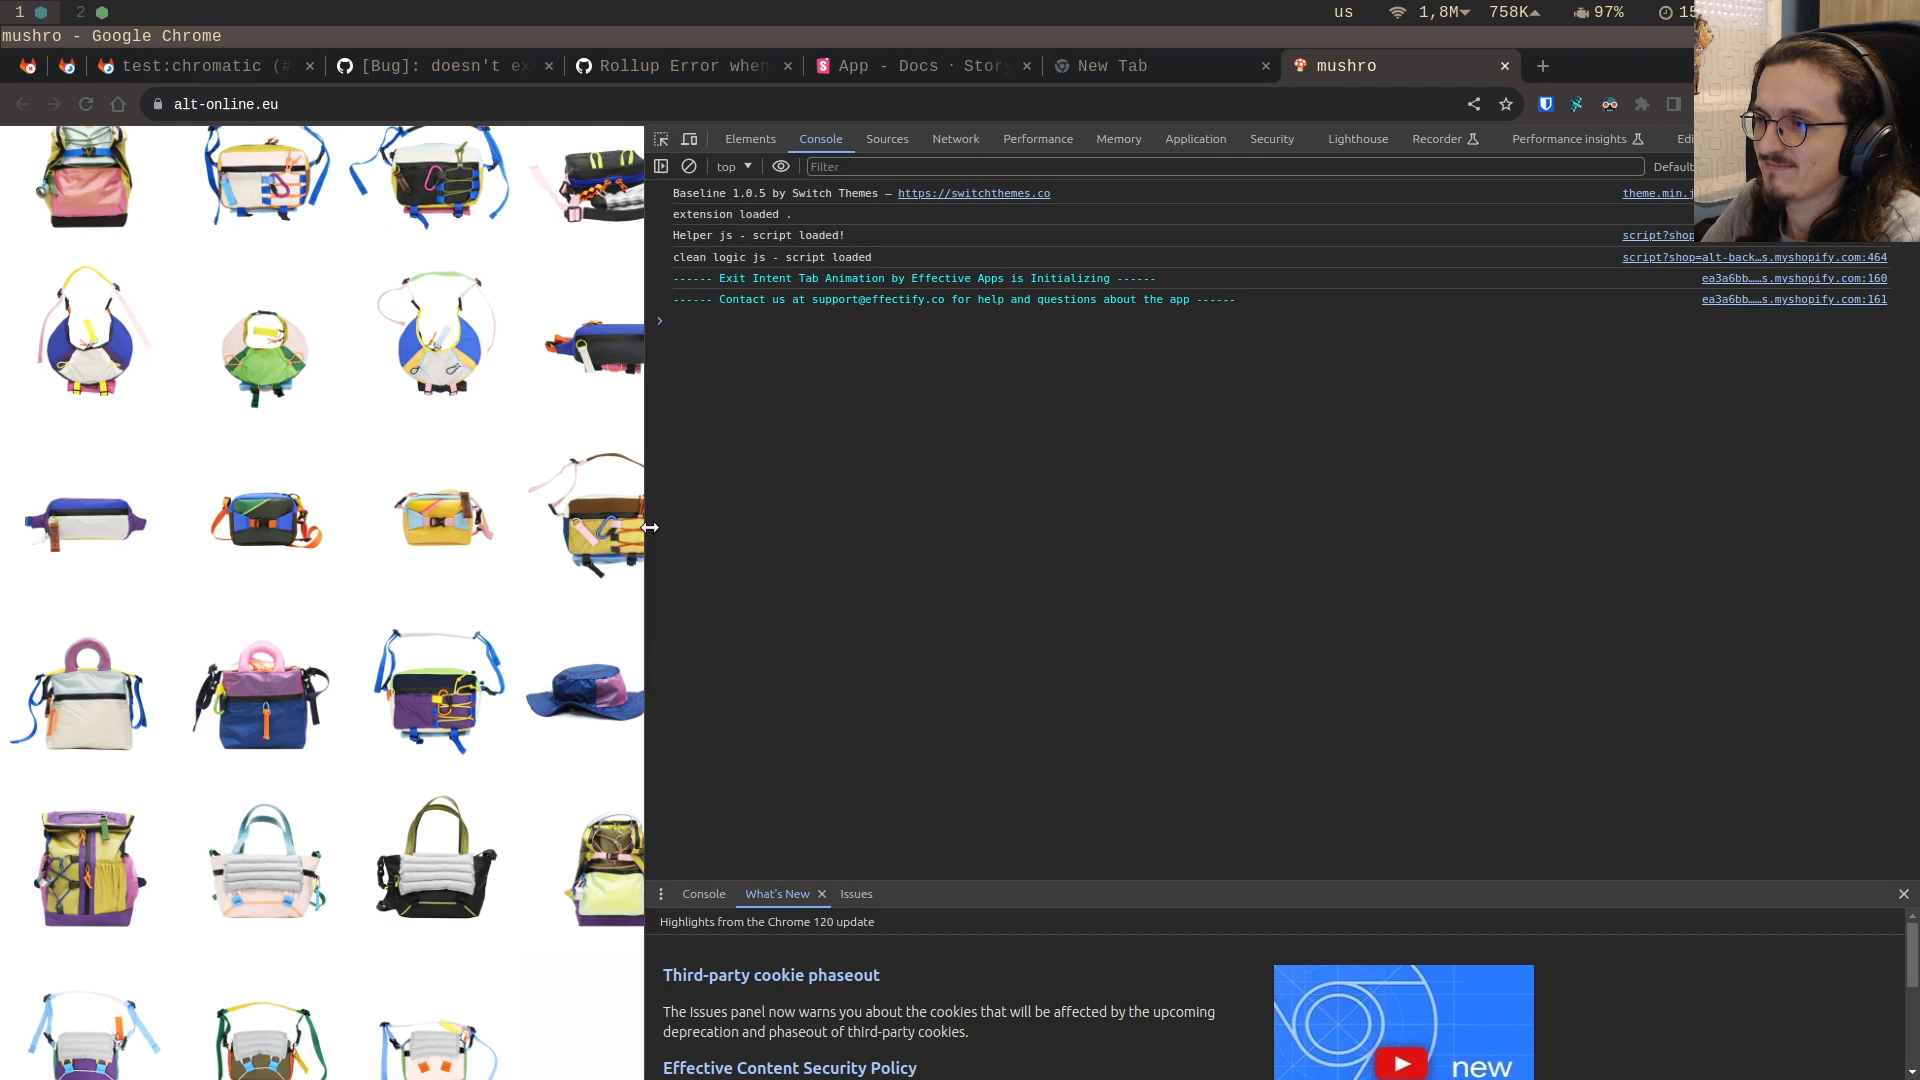 1 2 us 1,8M 758K 97% 15
mushro - Google Chrome
test:chromatic (# [Bug]: doesn't ex Rollup Error when App - Docs · Story New Tab mushro
alt-online.eu
Elements Console Sources Network Performance Memory Application Security Lighthouse Recorder Performance insights Edi
top Filter Default
Baseline 1.0.5 by Switch Themes — https://switchthemes.co theme.min.j
extension loaded .
Helper js - script loaded! script?shop
clean logic js - script loaded script?shop=alt-back…s.myshopify.com:464
------ Exit Intent Tab Animation by Effective Apps is Initializing ------ ea3a6bb……s.myshopify.com:160
------ Contact us at support@effectify.co for help and questions about the app ------ ea3a6bb……s.myshopify.com:161
Console What's New Issues
Highlights from the Chrome 120 update
Third-party cookie phaseout
The Issues panel now warns you about the cookies that will be affected by the upcoming
deprecation and phaseout of third-party cookies.
Effective Content Security Policy
new